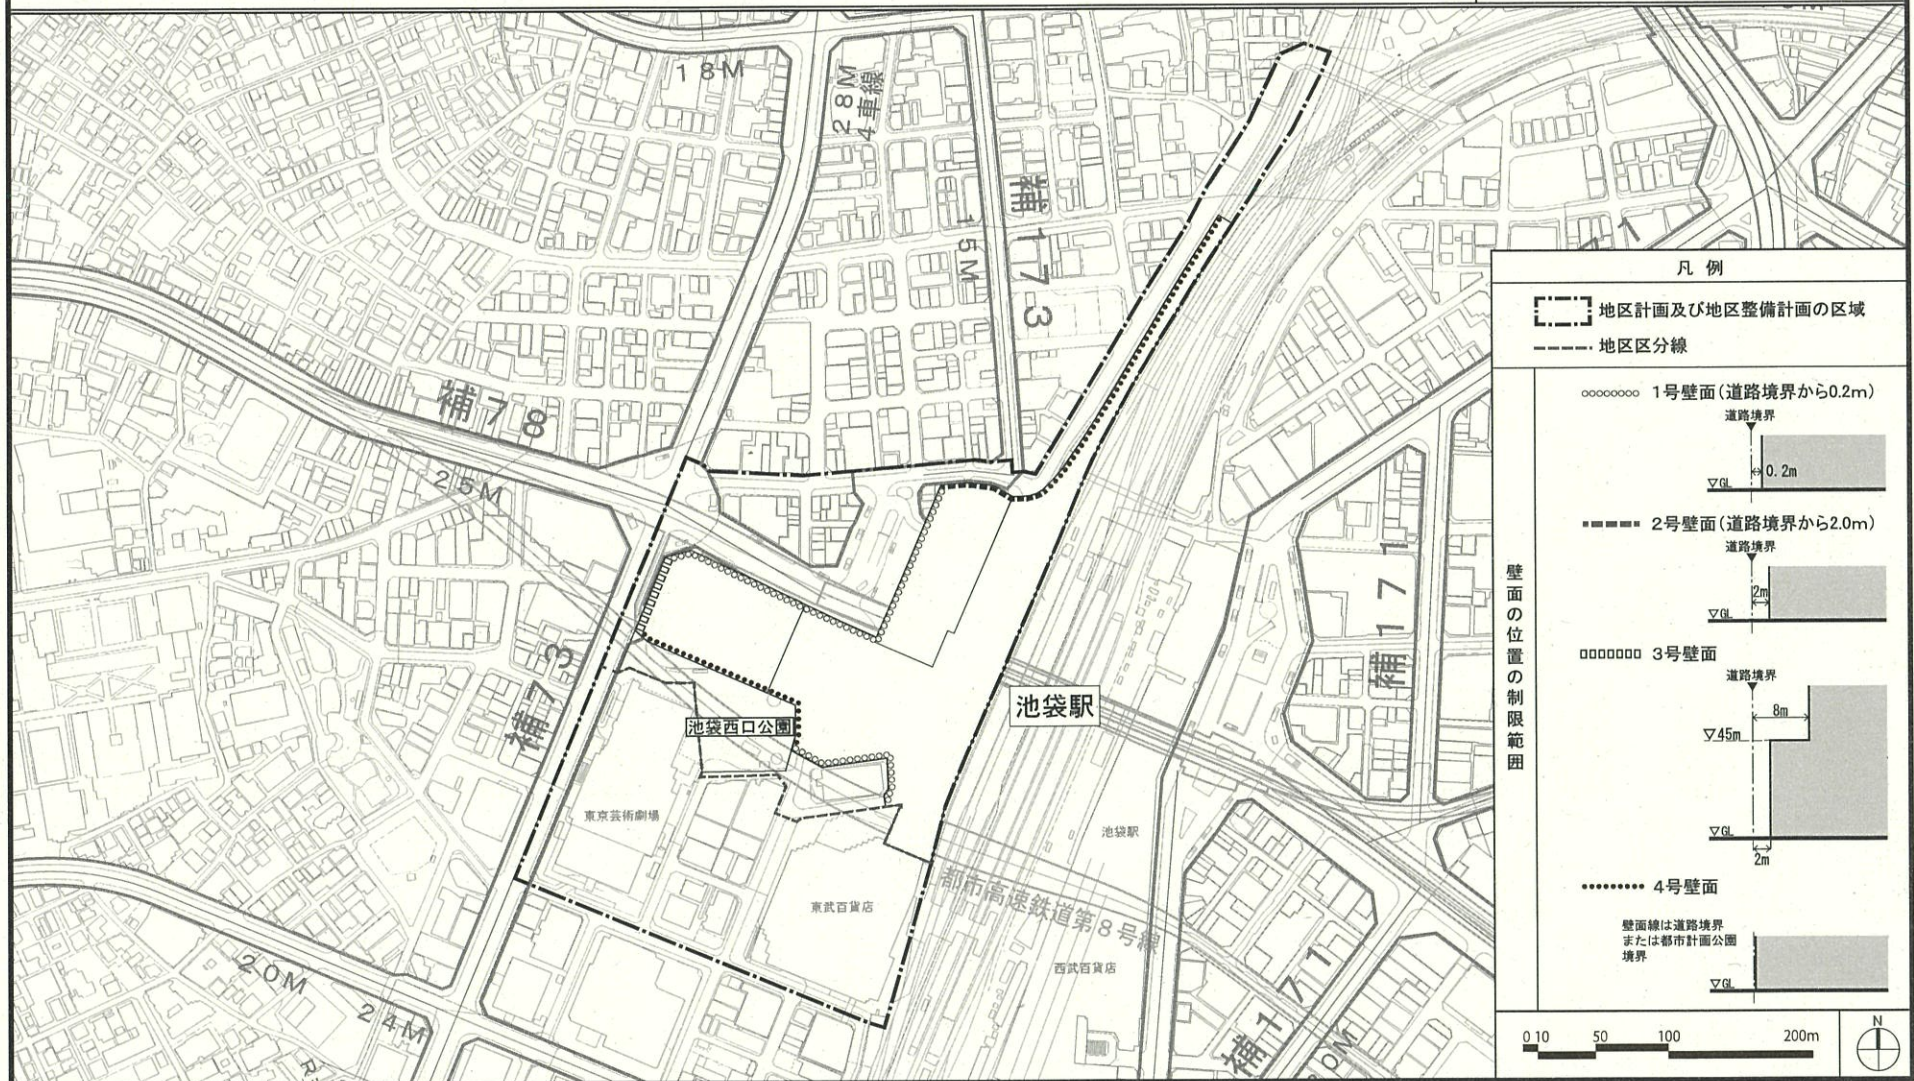 18M
28M
4車線
補173
15M
補78
25M
補73
池袋西口公園
池袋駅
補171
東京芸術劇場
池袋駅
東武百貨店
都市高速鉄道第8号線
西武百貨店
20M
24M
補171
凡例
地区計画及び地区整備計画の区域
地区区分線
壁面の位置の制限範囲
1号壁面(道路境界から0.2m)
道路境界
0.2m
▽GL
2号壁面(道路境界から2.0m)
道路境界
2m
▽GL
3号壁面
道路境界
8m
▽45m
▽GL
2m
4号壁面
壁面線は道路境界
または都市計画公園
境界
▽GL
0 10 50 100 200m
N